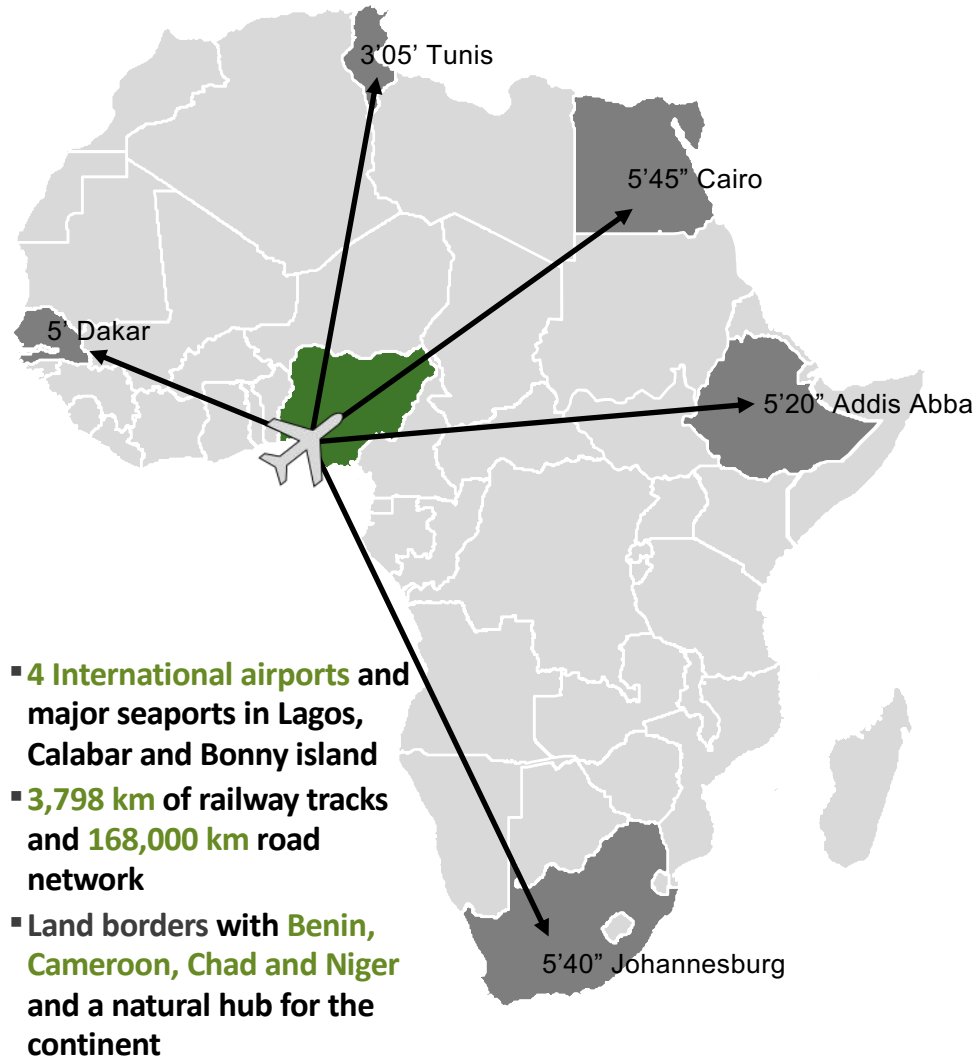 3’05’ Tunis
5’45” Cairo
5’ Dakar
5’20” Addis Abba
▪ 4 International airports and
major seaports in Lagos,
Calabar and Bonny island
▪ 3,798 km of railway tracks
and 168,000 km road
network
▪ Land borders with Benin,
Cameroon, Chad and Niger
and a natural hub for the
continent
5’40” Johannesburg